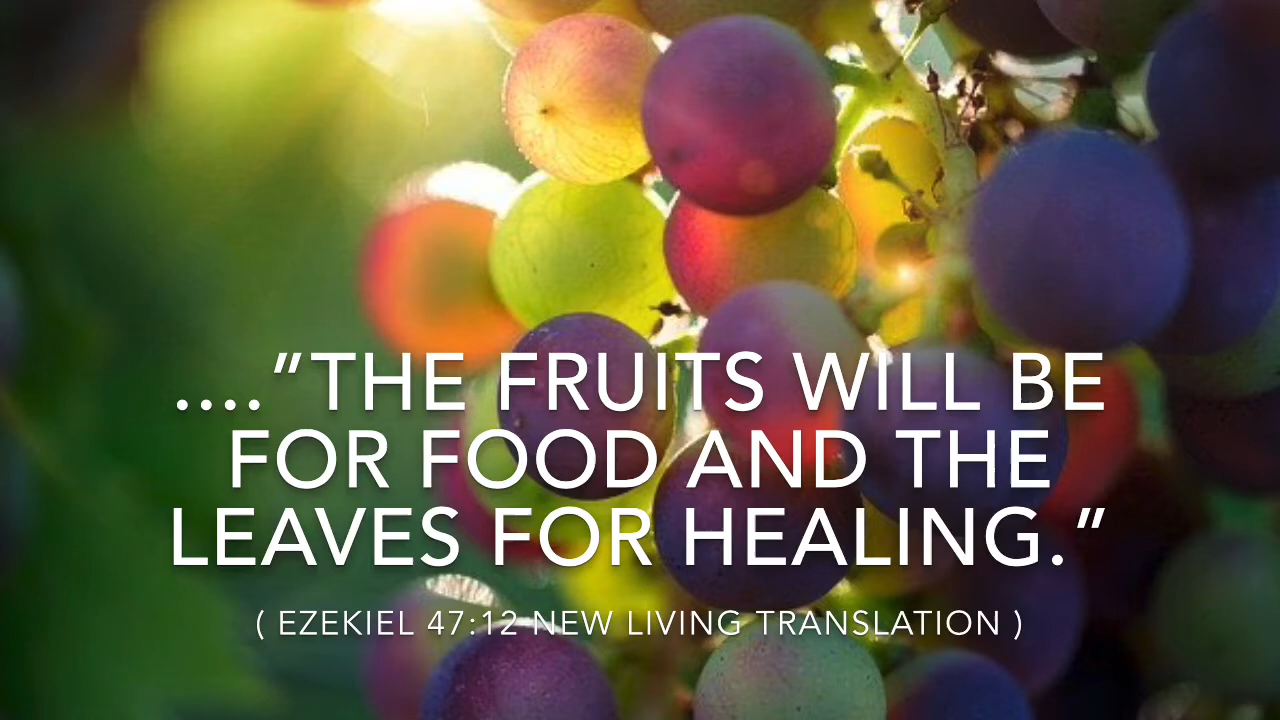 ...."THE FRUITS WILL BE
FOR FOOD AND THE
LEAVES FOR HEALING."
( EZEKIEL 47:12 NEW LIVING TRANSLATION )